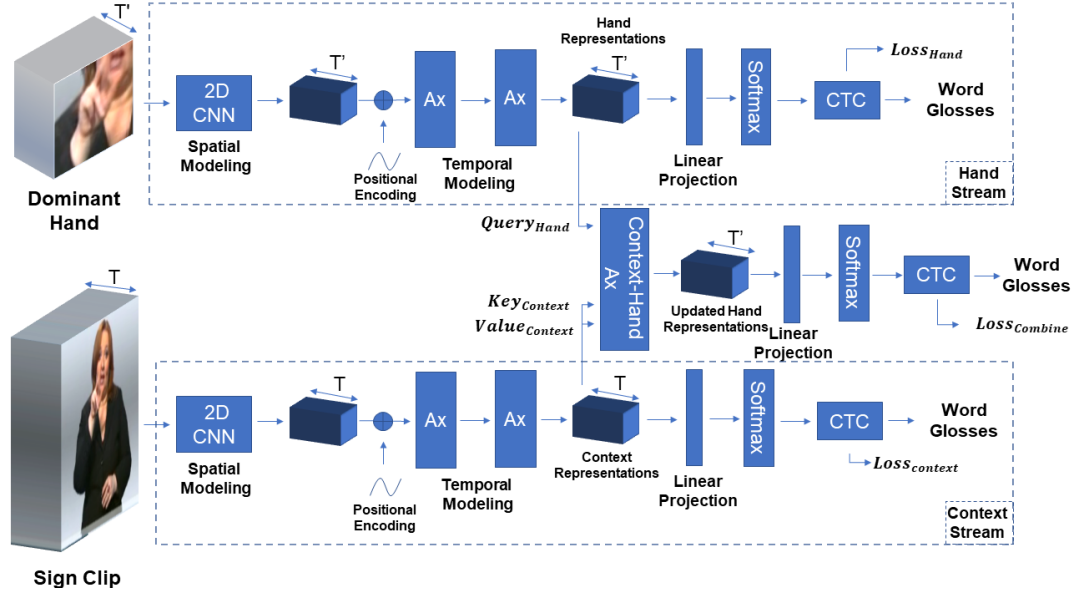 T'
Dominant
Hand
2D
CNN
Spatial
Modeling
T’
Positional
Encoding
Ax
Ax
Temporal
Modeling
Hand
Representations
T’
Linear
Projection
Softmax
CTC
Loss_Hand
Word
Glosses
Hand
Stream
Query_Hand
Key_Context
Value_Context
Context-Hand
Ax
T’
Updated Hand
Representations
Linear
Projection
Softmax
CTC
Word
Glosses
Loss_Combine
T
Sign Clip
2D
CNN
Spatial
Modeling
T
Positional
Encoding
Ax
Ax
Temporal
Modeling
T
Context
Representations
Linear
Projection
Softmax
CTC
Loss_context
Word
Glosses
Context
Stream